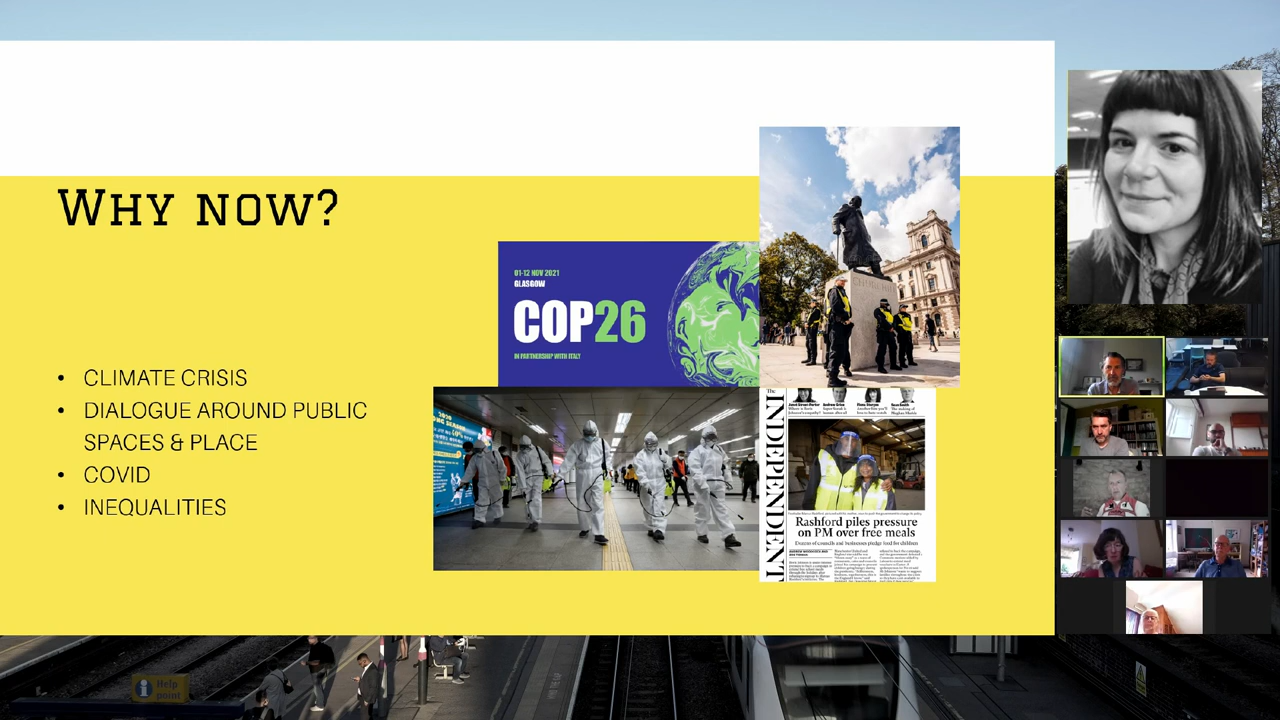 WHY NOW?
• CLIMATE CRISIS
• DIALOGUE AROUND PUBLIC
SPACES & PLACE
• COVID
• INEQUALITIES
01-12 NOV 2021
GLASGOW
COP26
IN PARTNERSHIP WITH ITALY
CHURCHILL
The
INDEPENDENT
Rashford piles pressure
on PM over free meals
Dozens of councils and businesses pledge food for children
Help
point